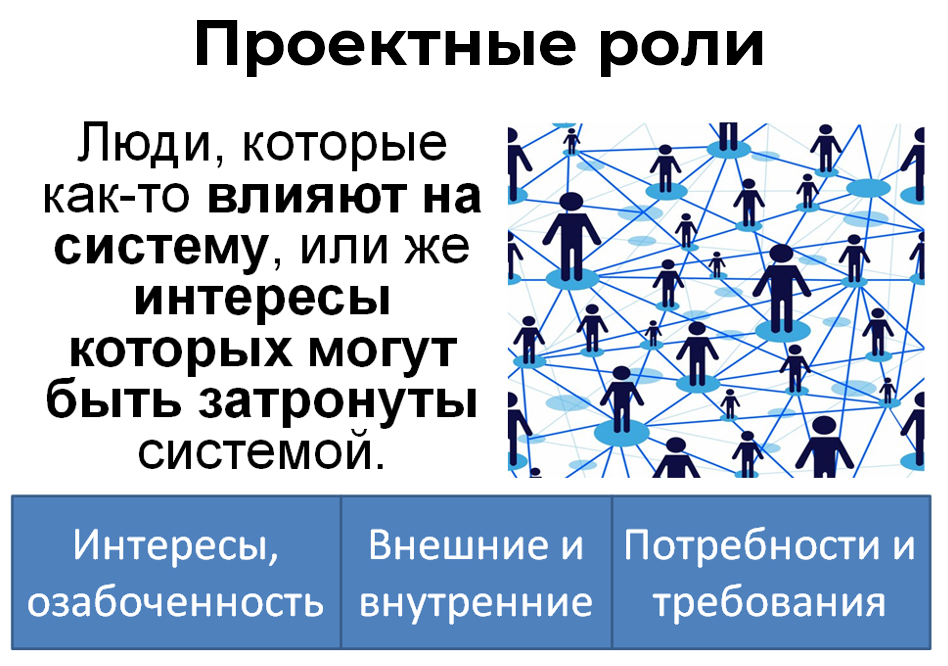 Проектные роли
Люди, которые
как-то влияют на
систему, или же
интересы
которых могут
быть затронуты
системой.
Интересы,
озабоченность
Внешние и
внутренние
Потребности и
требования